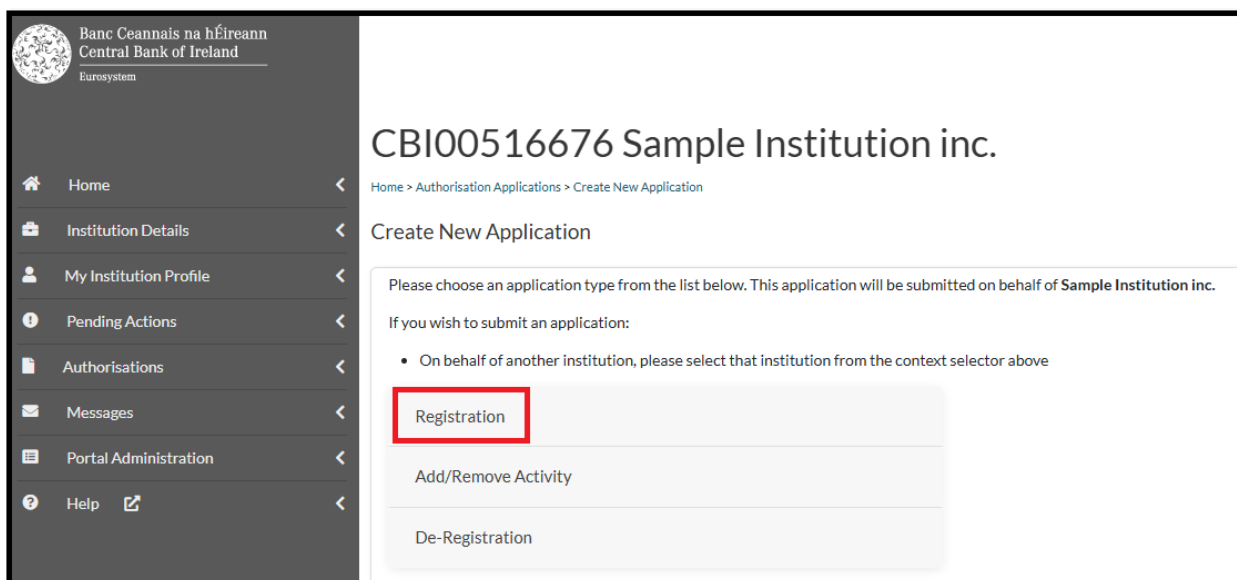 Banc Ceannais na hÉireann
Central Bank of Ireland
Eurosystem
Home
Institution Details
My Institution Profile
Pending Actions
Authorisations
Messages
Portal Administration
Help
CBI00516676 Sample Institution inc.
Home > Authorisation Applications > Create New Application
Create New Application
Please choose an application type from the list below. This application will be submitted on behalf of Sample Institution inc.
If you wish to submit an application:
• On behalf of another institution, please select that institution from the context selector above
Registration
Add/Remove Activity
De-Registration